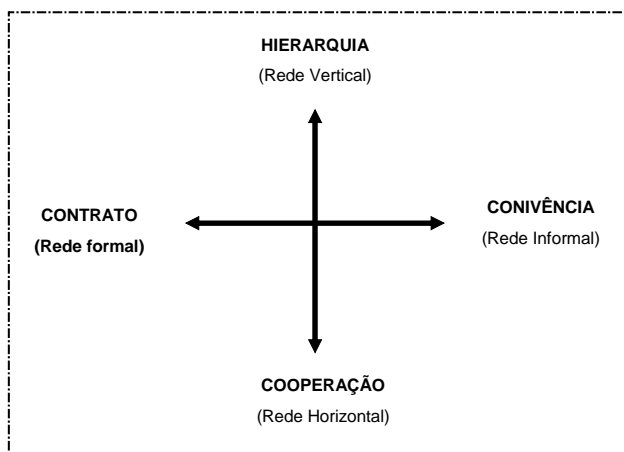 HIERARQUIA
(Rede Vertical)
CONTRATO
(Rede formal)
CONIVÊNCIA
(Rede Informal)
COOPERAÇÃO
(Rede Horizontal)